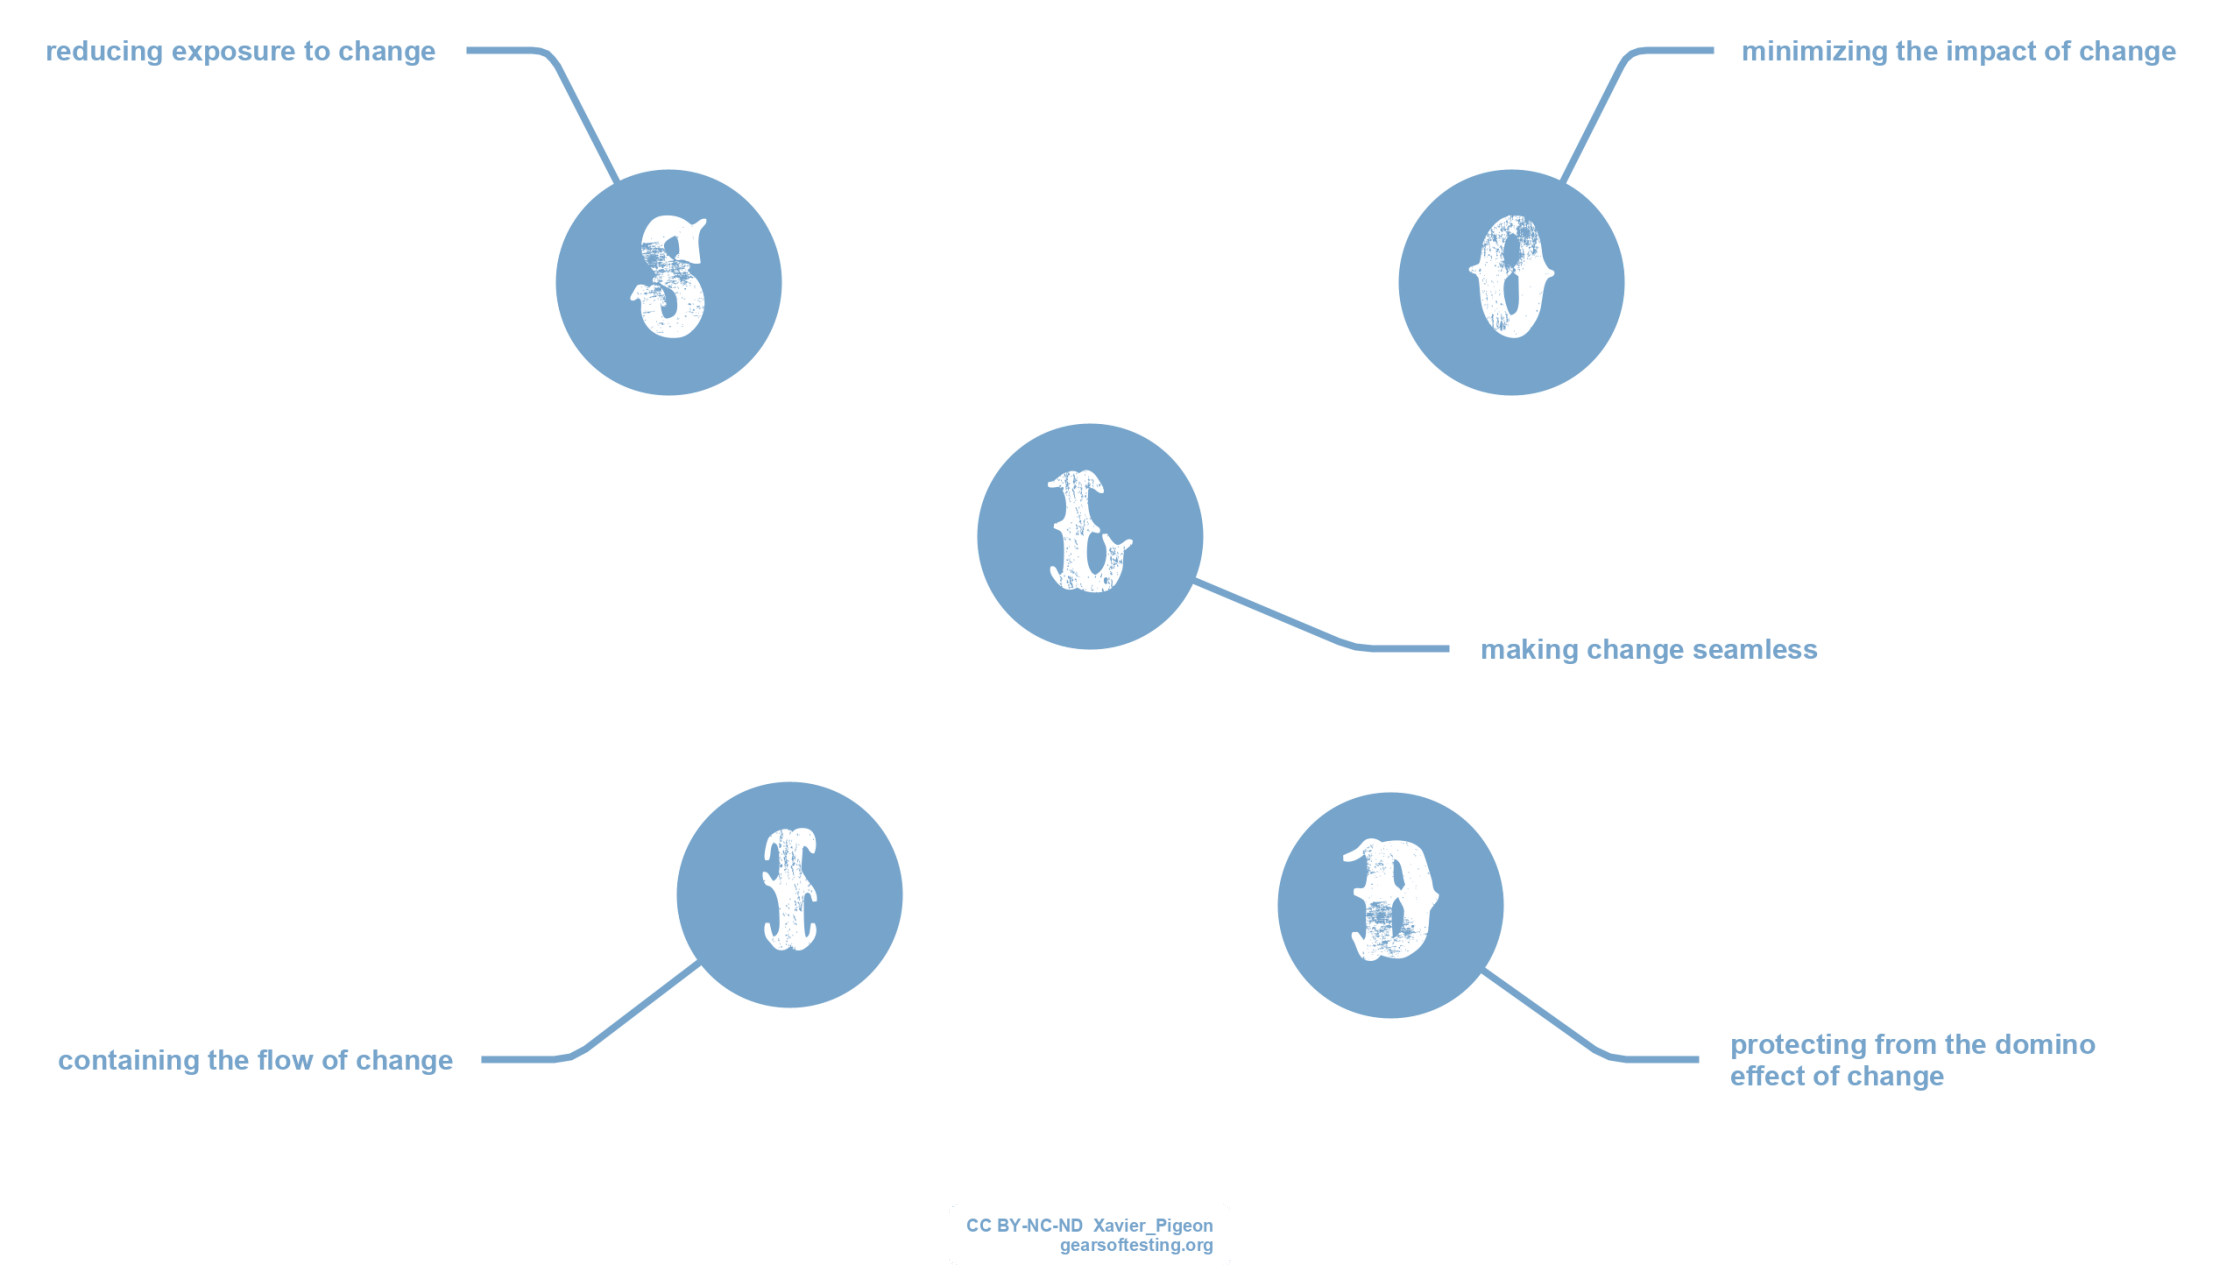 reducing exposure to change
minimizing the impact of change
S
O
L
making change seamless
I
D
containing the flow of change
protecting from the domino
effect of change
CC BY-NC-ND Xavier_Pigeon
gearsoftesting.org